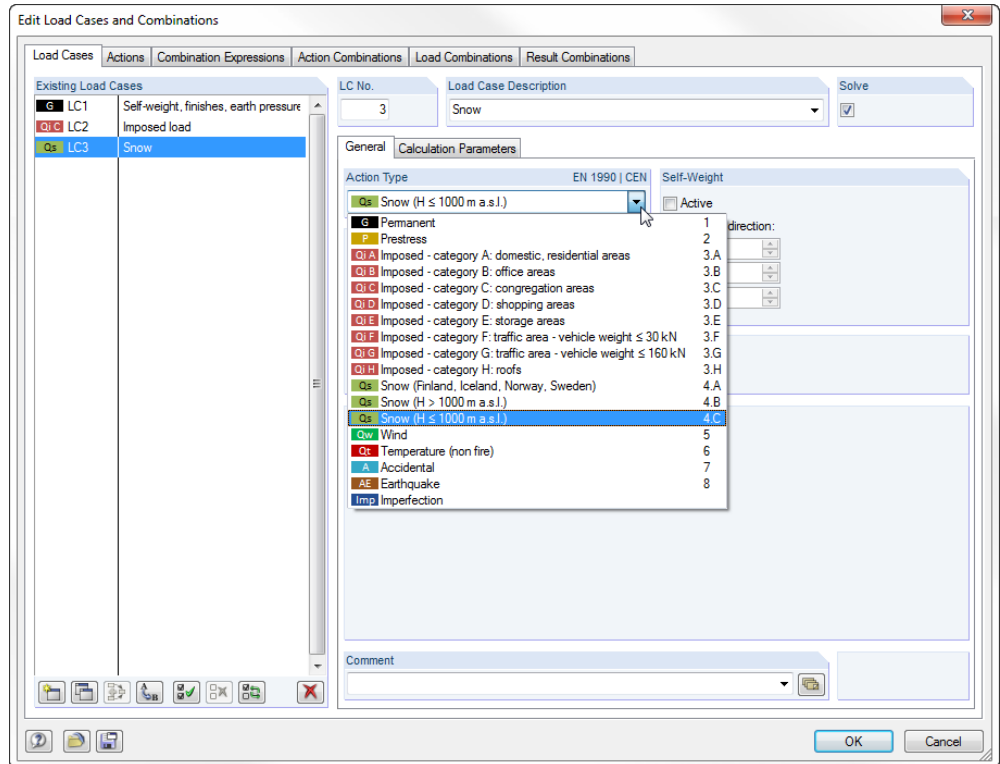 Edit Load Cases and Combinations
Load Cases Actions Combination Expressions Action Combinations Load Combinations Result Combinations
Existing Load Cases
G LC1 Self-weight, finishes, earth pressure
Qi C LC2 Imposed load
Qs LC3 Snow
LC No.
3
Load Case Description
Snow
Solve
General Calculation Parameters
Action Type EN 1990 | CEN
Qs Snow (H ≤ 1000 m a.s.l.)
Self-Weight
Active
direction:
G Permanent 1
P Prestress 2
Qi A Imposed - category A: domestic, residential areas 3.A
Qi B Imposed - category B: office areas 3.B
Qi C Imposed - category C: congregation areas 3.C
Qi D Imposed - category D: shopping areas 3.D
Qi E Imposed - category E: storage areas 3.E
Qi F Imposed - category F: traffic area - vehicle weight ≤ 30 kN 3.F
Qi G Imposed - category G: traffic area - vehicle weight ≤ 160 kN 3.G
Qi H Imposed - category H: roofs 3.H
Qs Snow (Finland, Iceland, Norway, Sweden) 4.A
Qs Snow (H > 1000 m a.s.l.) 4.B
Qs Snow (H ≤ 1000 m a.s.l.) 4.C
Qw Wind 5
Qt Temperature (non fire) 6
A Accidental 7
AE Earthquake 8
Imp Imperfection
Comment
OK Cancel